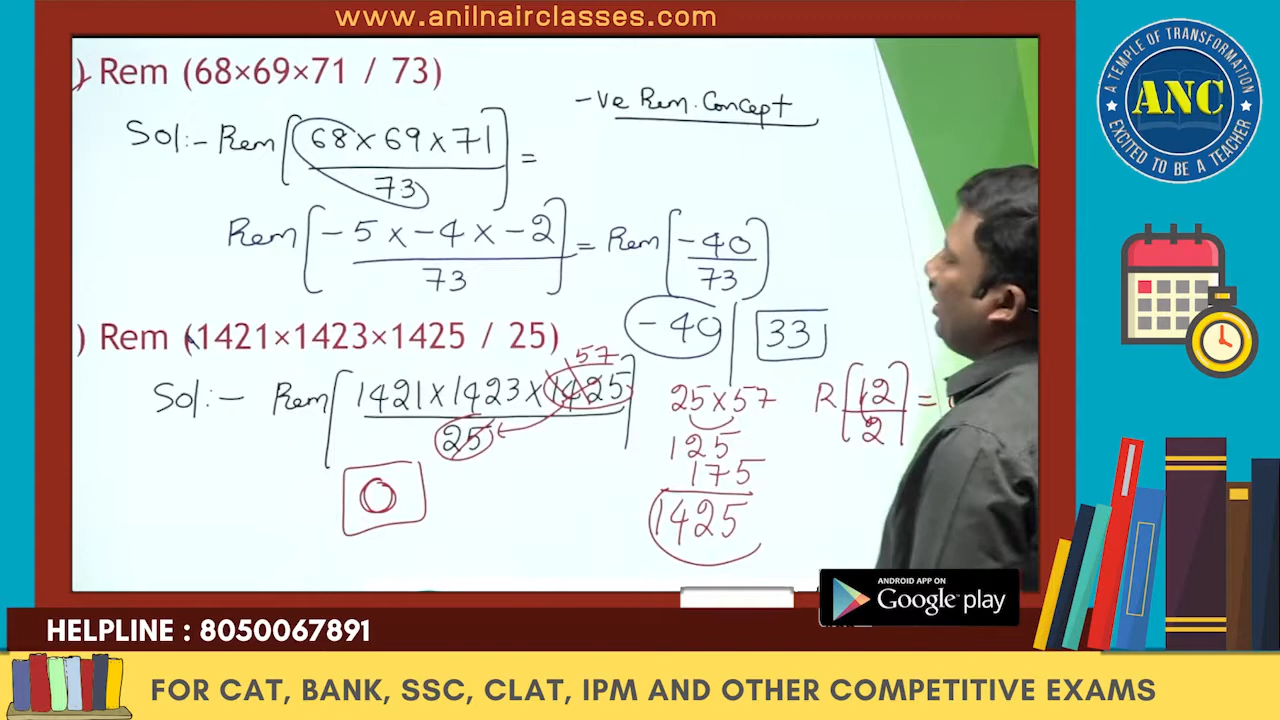 www.anilnairclasses.com
) Rem (68×69×71 / 73)
-ve Rem. Concept
Sol:- Rem [68 × 69 × 71 / 73] =
Rem [-5 × -4 × -2 / 73] = Rem [-40 / 73]
-40 | 33
) Rem (1421×1423×1425 / 25)
57
Sol:- Rem [1421 × 1423 × 1425 / 25]
0
25 × 57
125
175
1425
R [12 / 2] =
A TEMPLE OF TRANSFORMATION
ANC
EXCITED TO BE A TEACHER
ANDROID APP ON
Google play
HELPLINE : 8050067891
FOR CAT, BANK, SSC, CLAT, IPM AND OTHER COMPETITIVE EXAMS